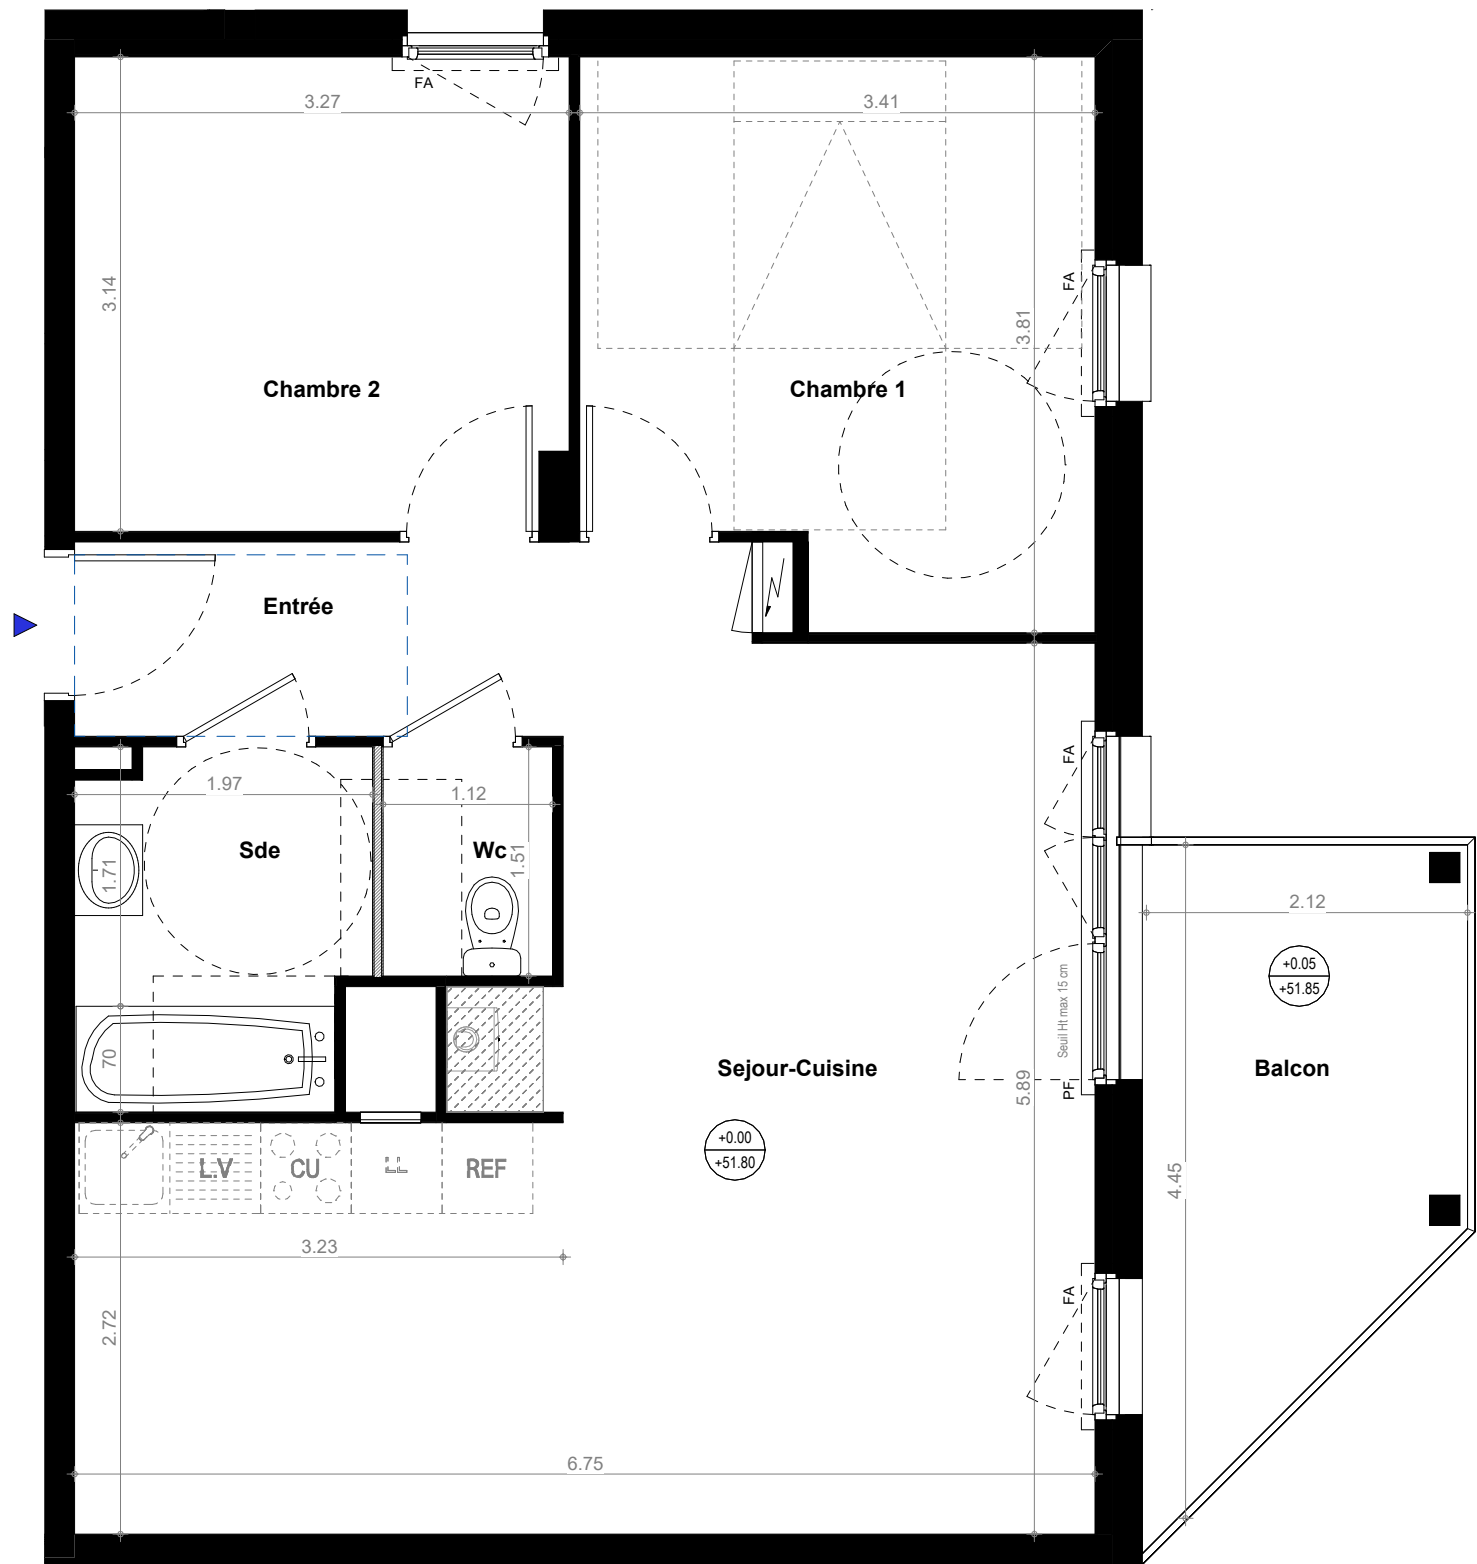 FA
3.27
3.41
3.14
FA
3.81
Chambre 2
Chambre 1
Entrée
FA
1.97
1.12
Sde
Wc
1.71
1.51
2.12
+0.05
+51.85
Seuil Ht max 15 cm
70
Sejour-Cuisine
Balcon
5.89
PF
+0.00
+51.80
L.V
CU
LL
REF
4.45
3.23
FA
2.72
6.75